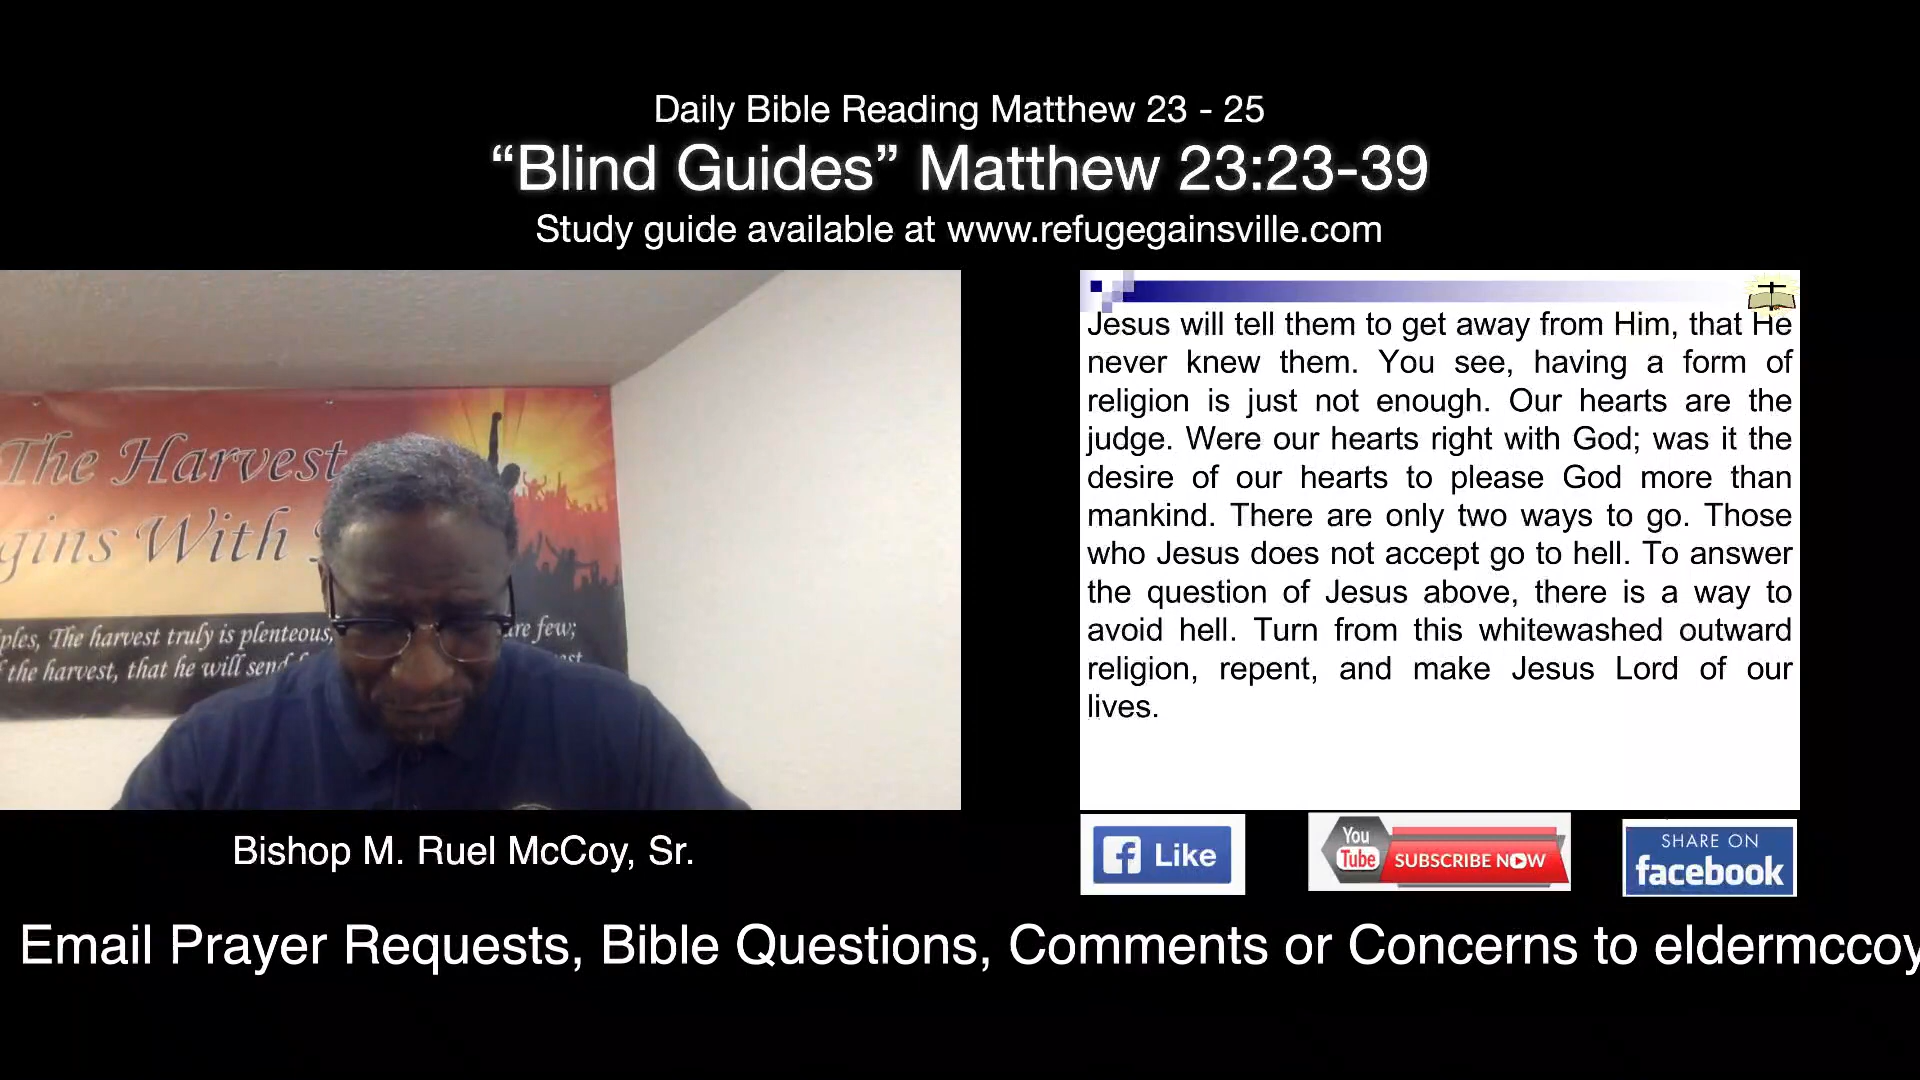 Daily Bible Reading Matthew 23 - 25
“Blind Guides” Matthew 23:23-39
Study guide available at www.refugegainsville.com
The Harvest
gins With
ples, The harvest truly is plenteous, are few;
the harvest, that he will send
Jesus will tell them to get away from Him, that He
never knew them. You see, having a form of
religion is just not enough. Our hearts are the
judge. Were our hearts right with God; was it the
desire of our hearts to please God more than
mankind. There are only two ways to go. Those
who Jesus does not accept go to hell. To answer
the question of Jesus above, there is a way to
avoid hell. Turn from this whitewashed outward
religion, repent, and make Jesus Lord of our
lives.
Bishop M. Ruel McCoy, Sr.
f Like
You
Tube SUBSCRIBE NOW
SHARE ON
facebook
Email Prayer Requests, Bible Questions, Comments or Concerns to eldermccoy